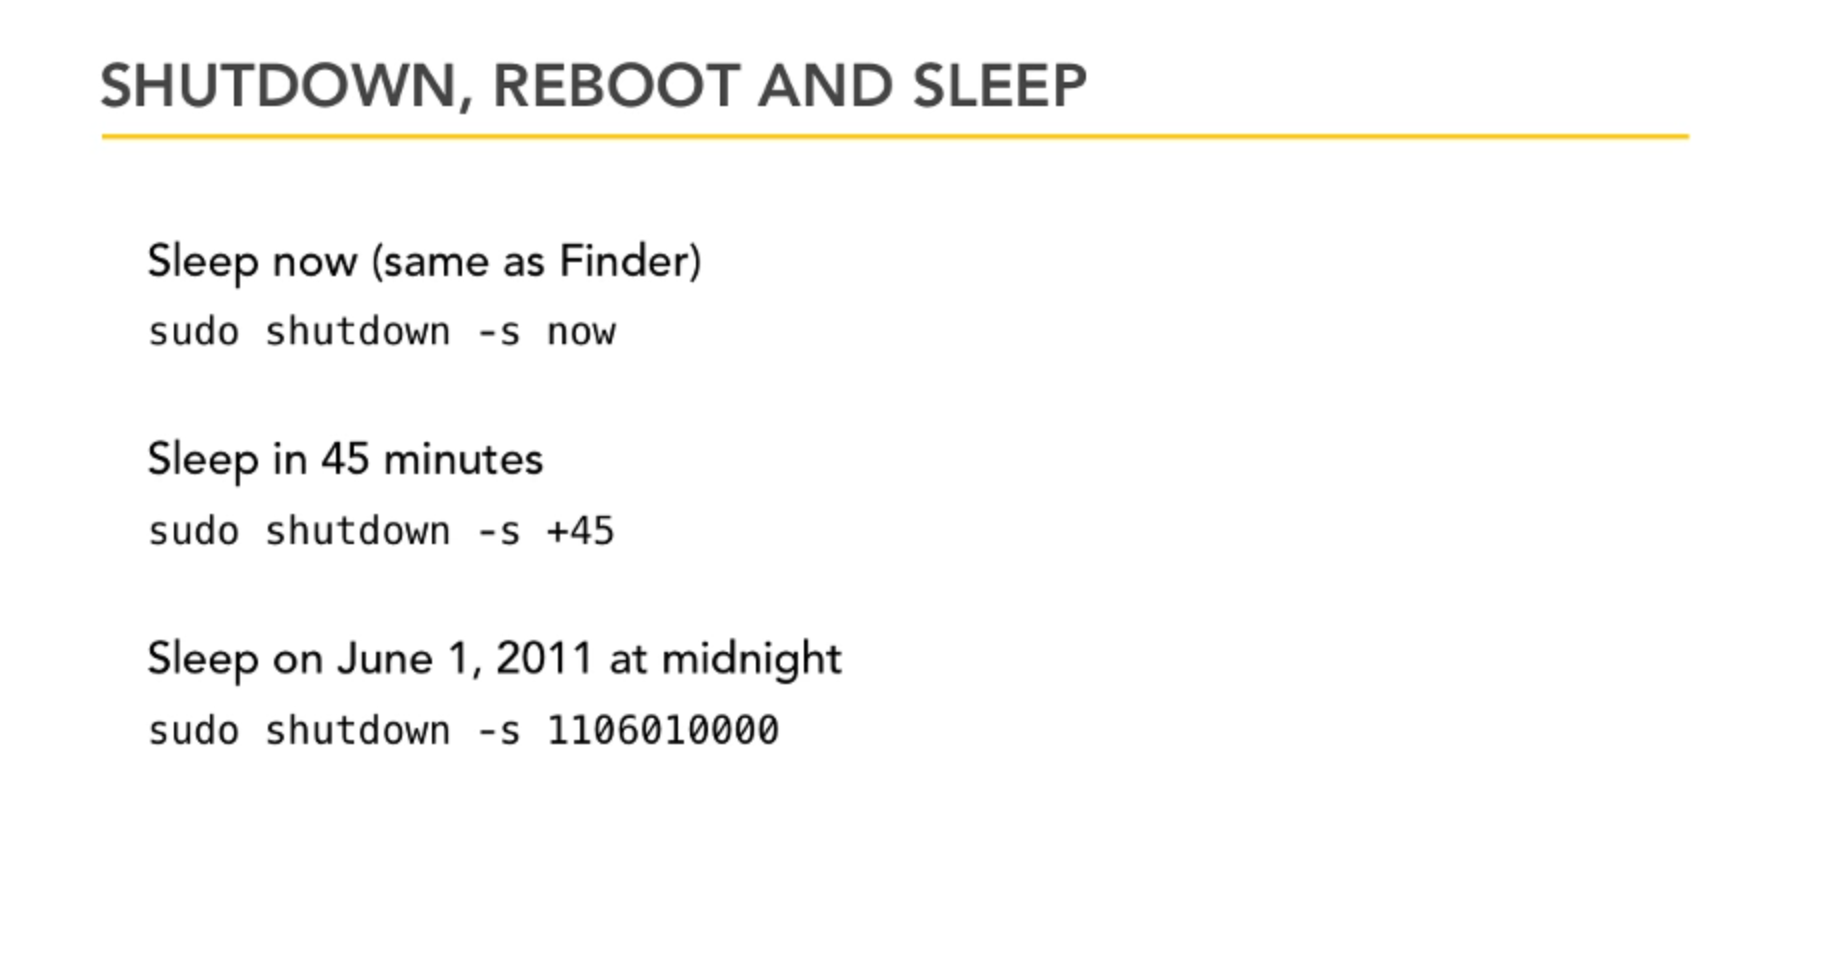 SHUTDOWN, REBOOT AND SLEEP
Sleep now (same as Finder)
sudo shutdown -s now
Sleep in 45 minutes
sudo shutdown -s +45
Sleep on June 1, 2011 at midnight
sudo shutdown -s 1106010000